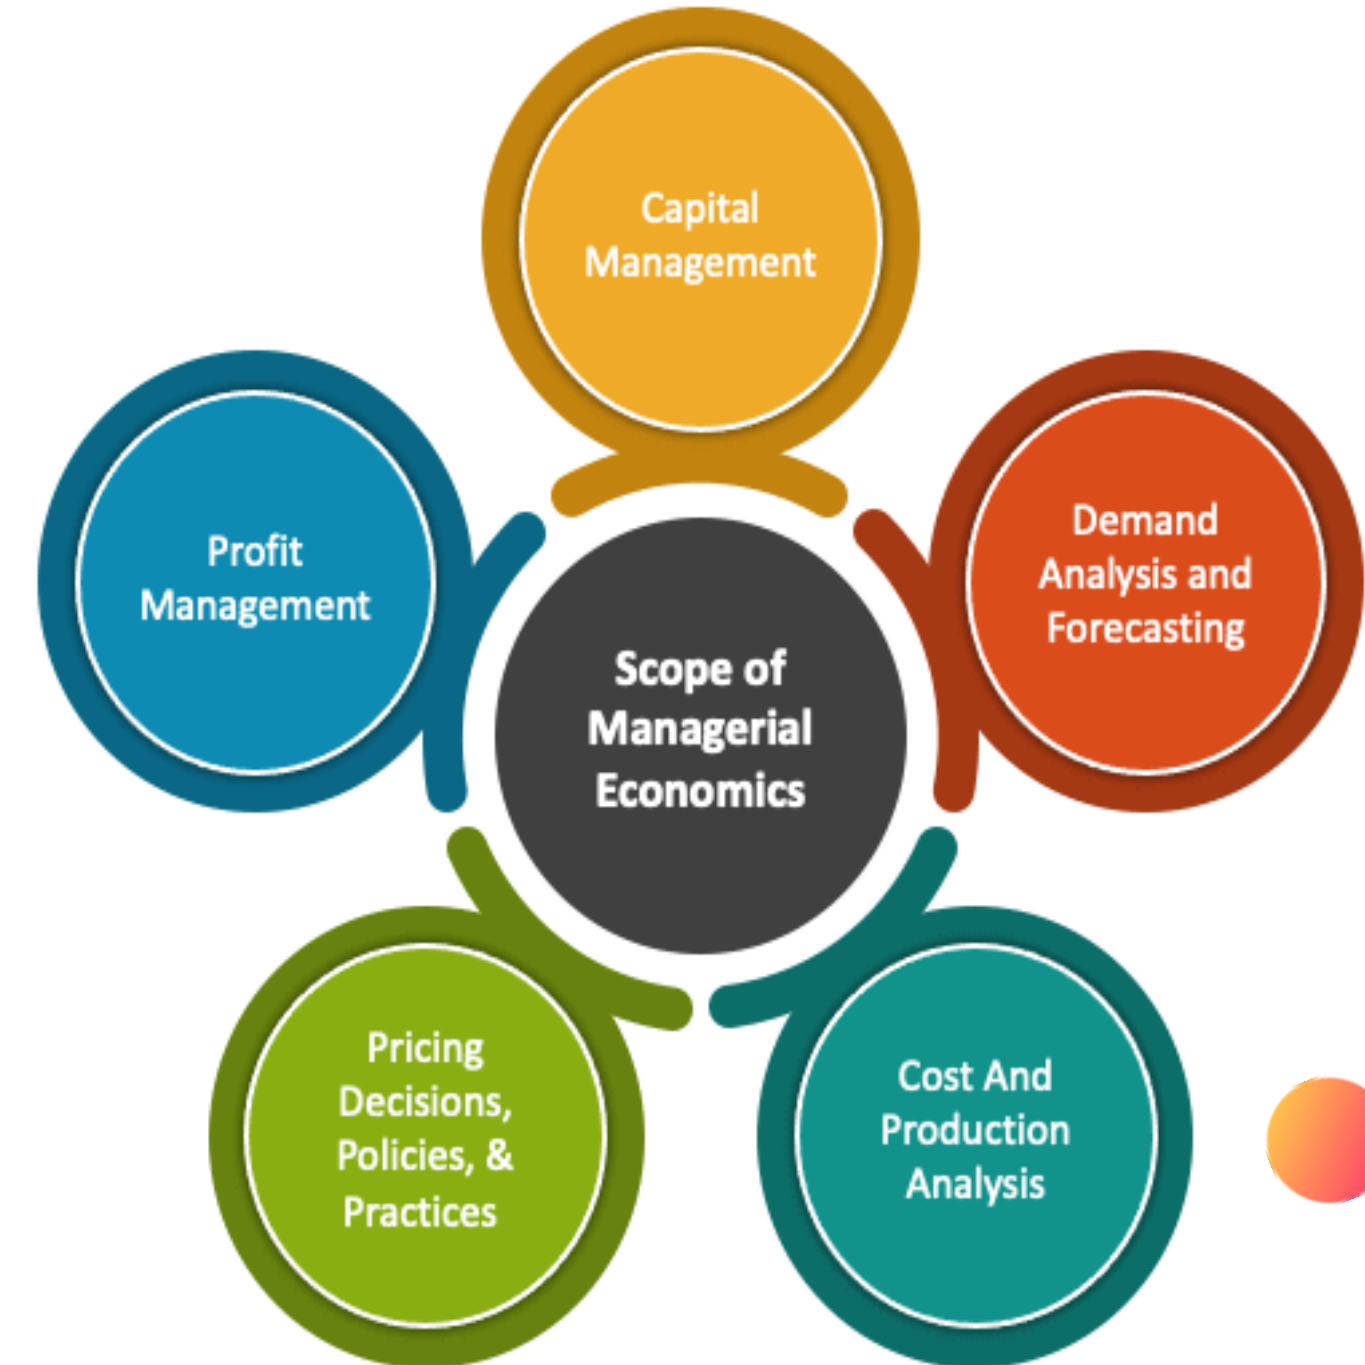 Capital
Management
Demand
Analysis and
Forecasting
Profit
Management
Scope of
Managerial
Economics
Pricing
Decisions,
Policies, &
Practices
Cost And
Production
Analysis